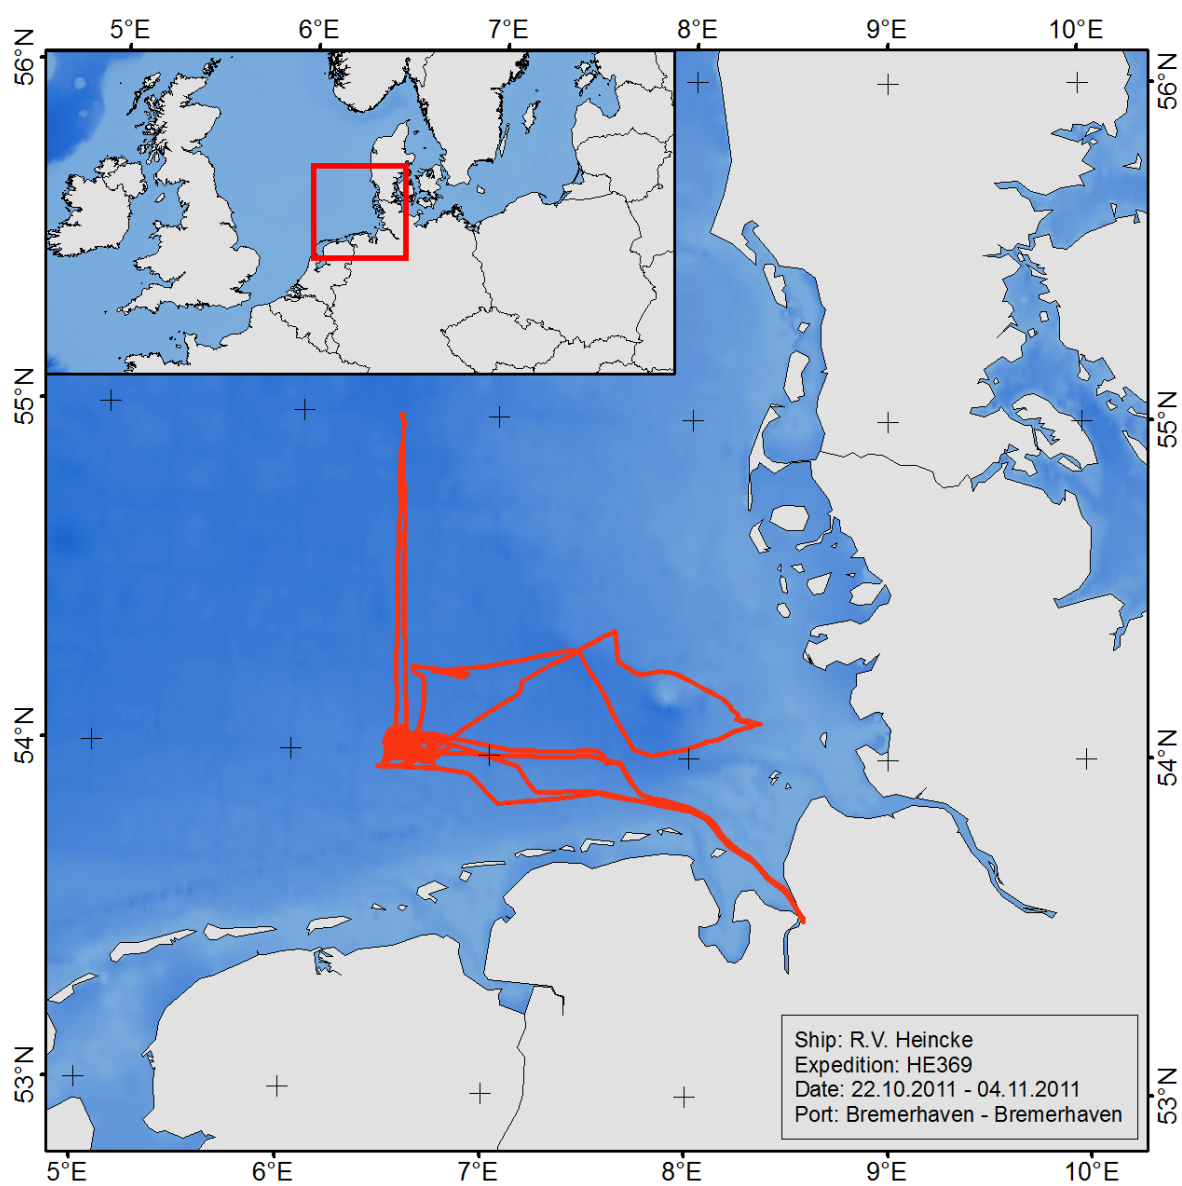 5°E 6°E 7°E 8°E 9°E 10°E
56°N 56°N
55°N 55°N
54°N 54°N
53°N 53°N
Ship: R.V. Heincke
Expedition: HE369
Date: 22.10.2011 - 04.11.2011
Port: Bremerhaven - Bremerhaven
5°E 6°E 7°E 8°E 9°E 10°E